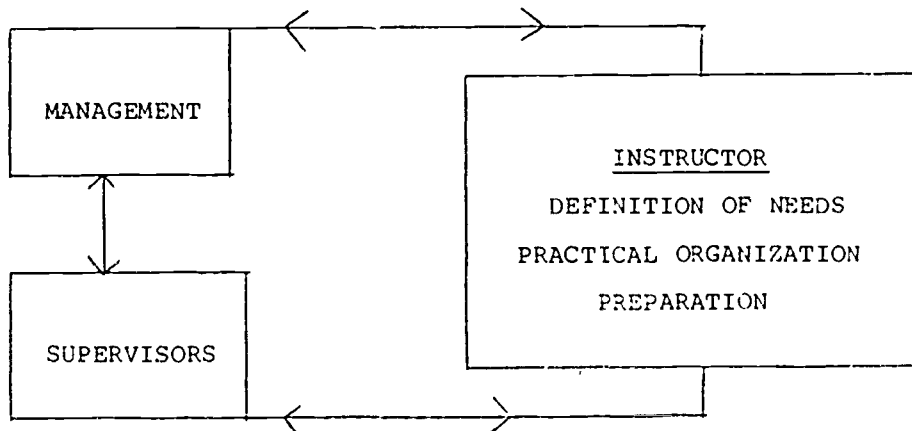 MANAGEMENT
INSTRUCTOR
DEFINITION OF NEEDS
PRACTICAL ORGANIZATION
PREPARATION
SUPERVISORS